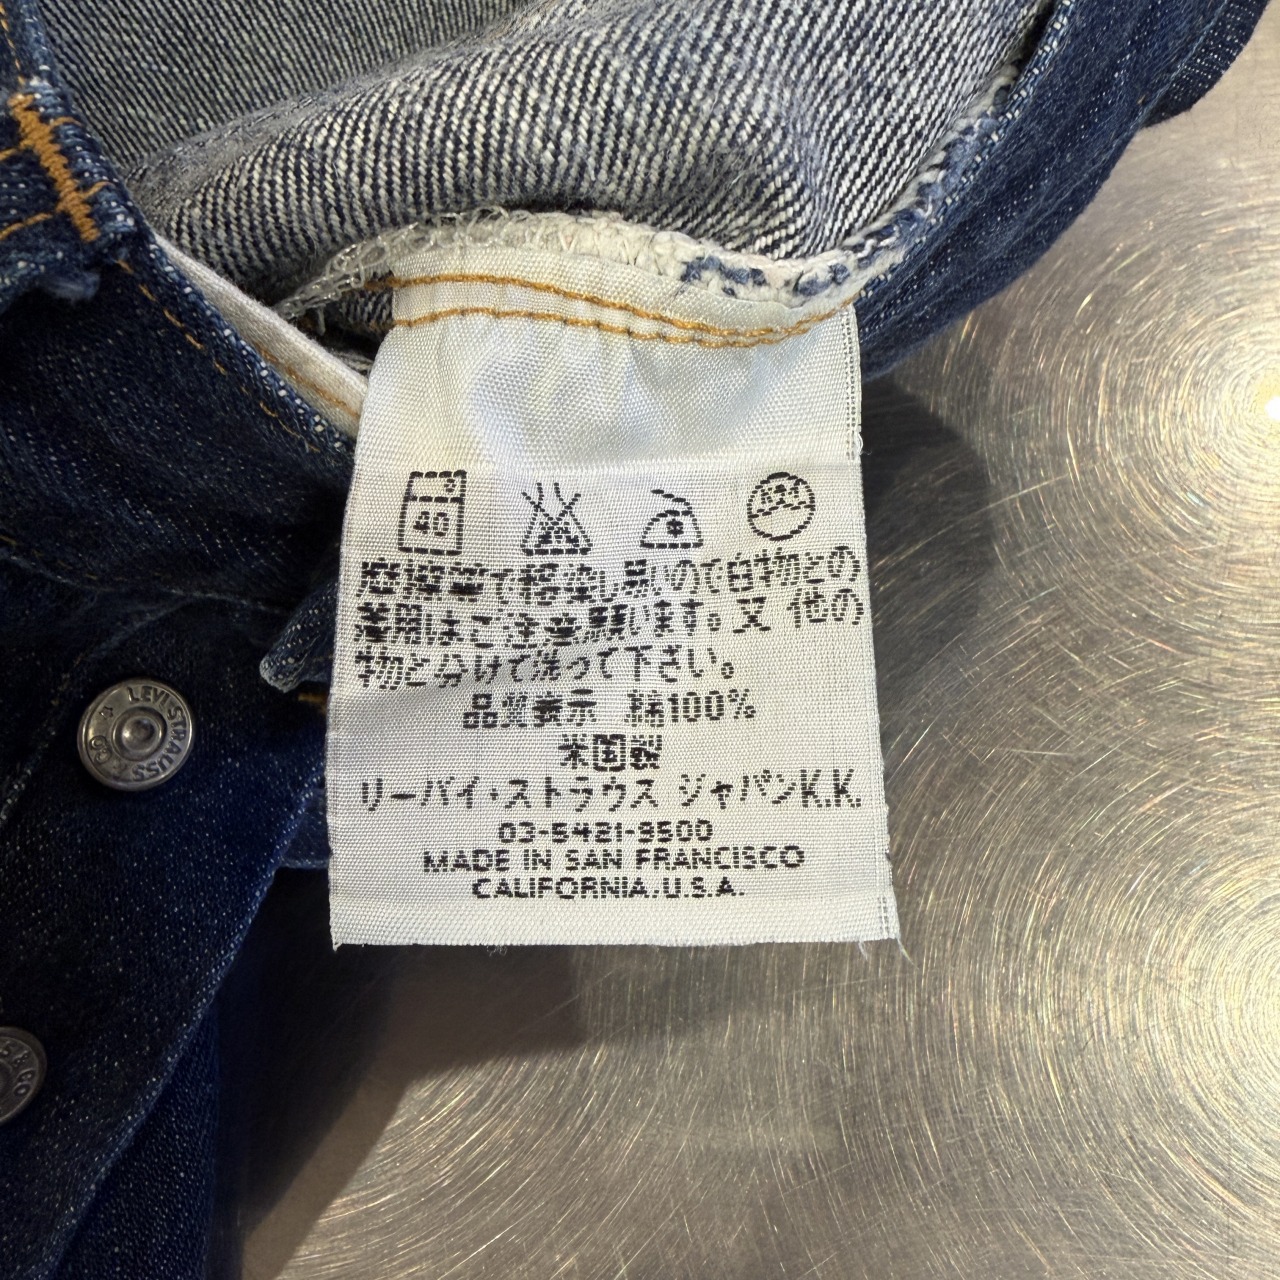 40
摩擦等で移染し易いので白物との
着用はご注意願います。又 他の
物と分けて洗って下さい。
品質表示 綿100%
米国製
リーバイ・ストラウス ジャパンK.K.
03-5421-9500
MADE IN SAN FRANCISCO
CALIFORNIA.U.S.A.
LEVI STRAUSS & CO
S & CO